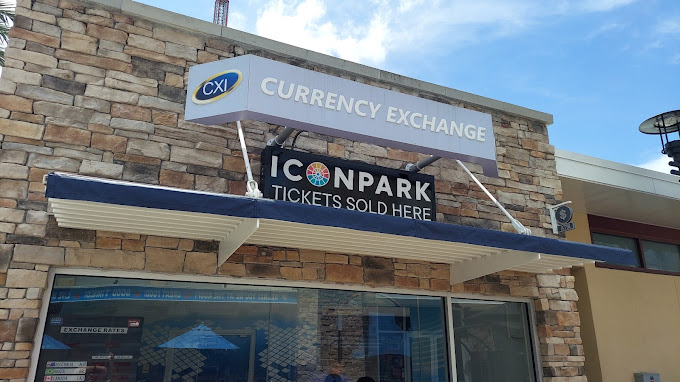 CXI
CURRENCY EXCHANGE
ICONPARK
TICKETS SOLD HERE
EXCHANGE RATES